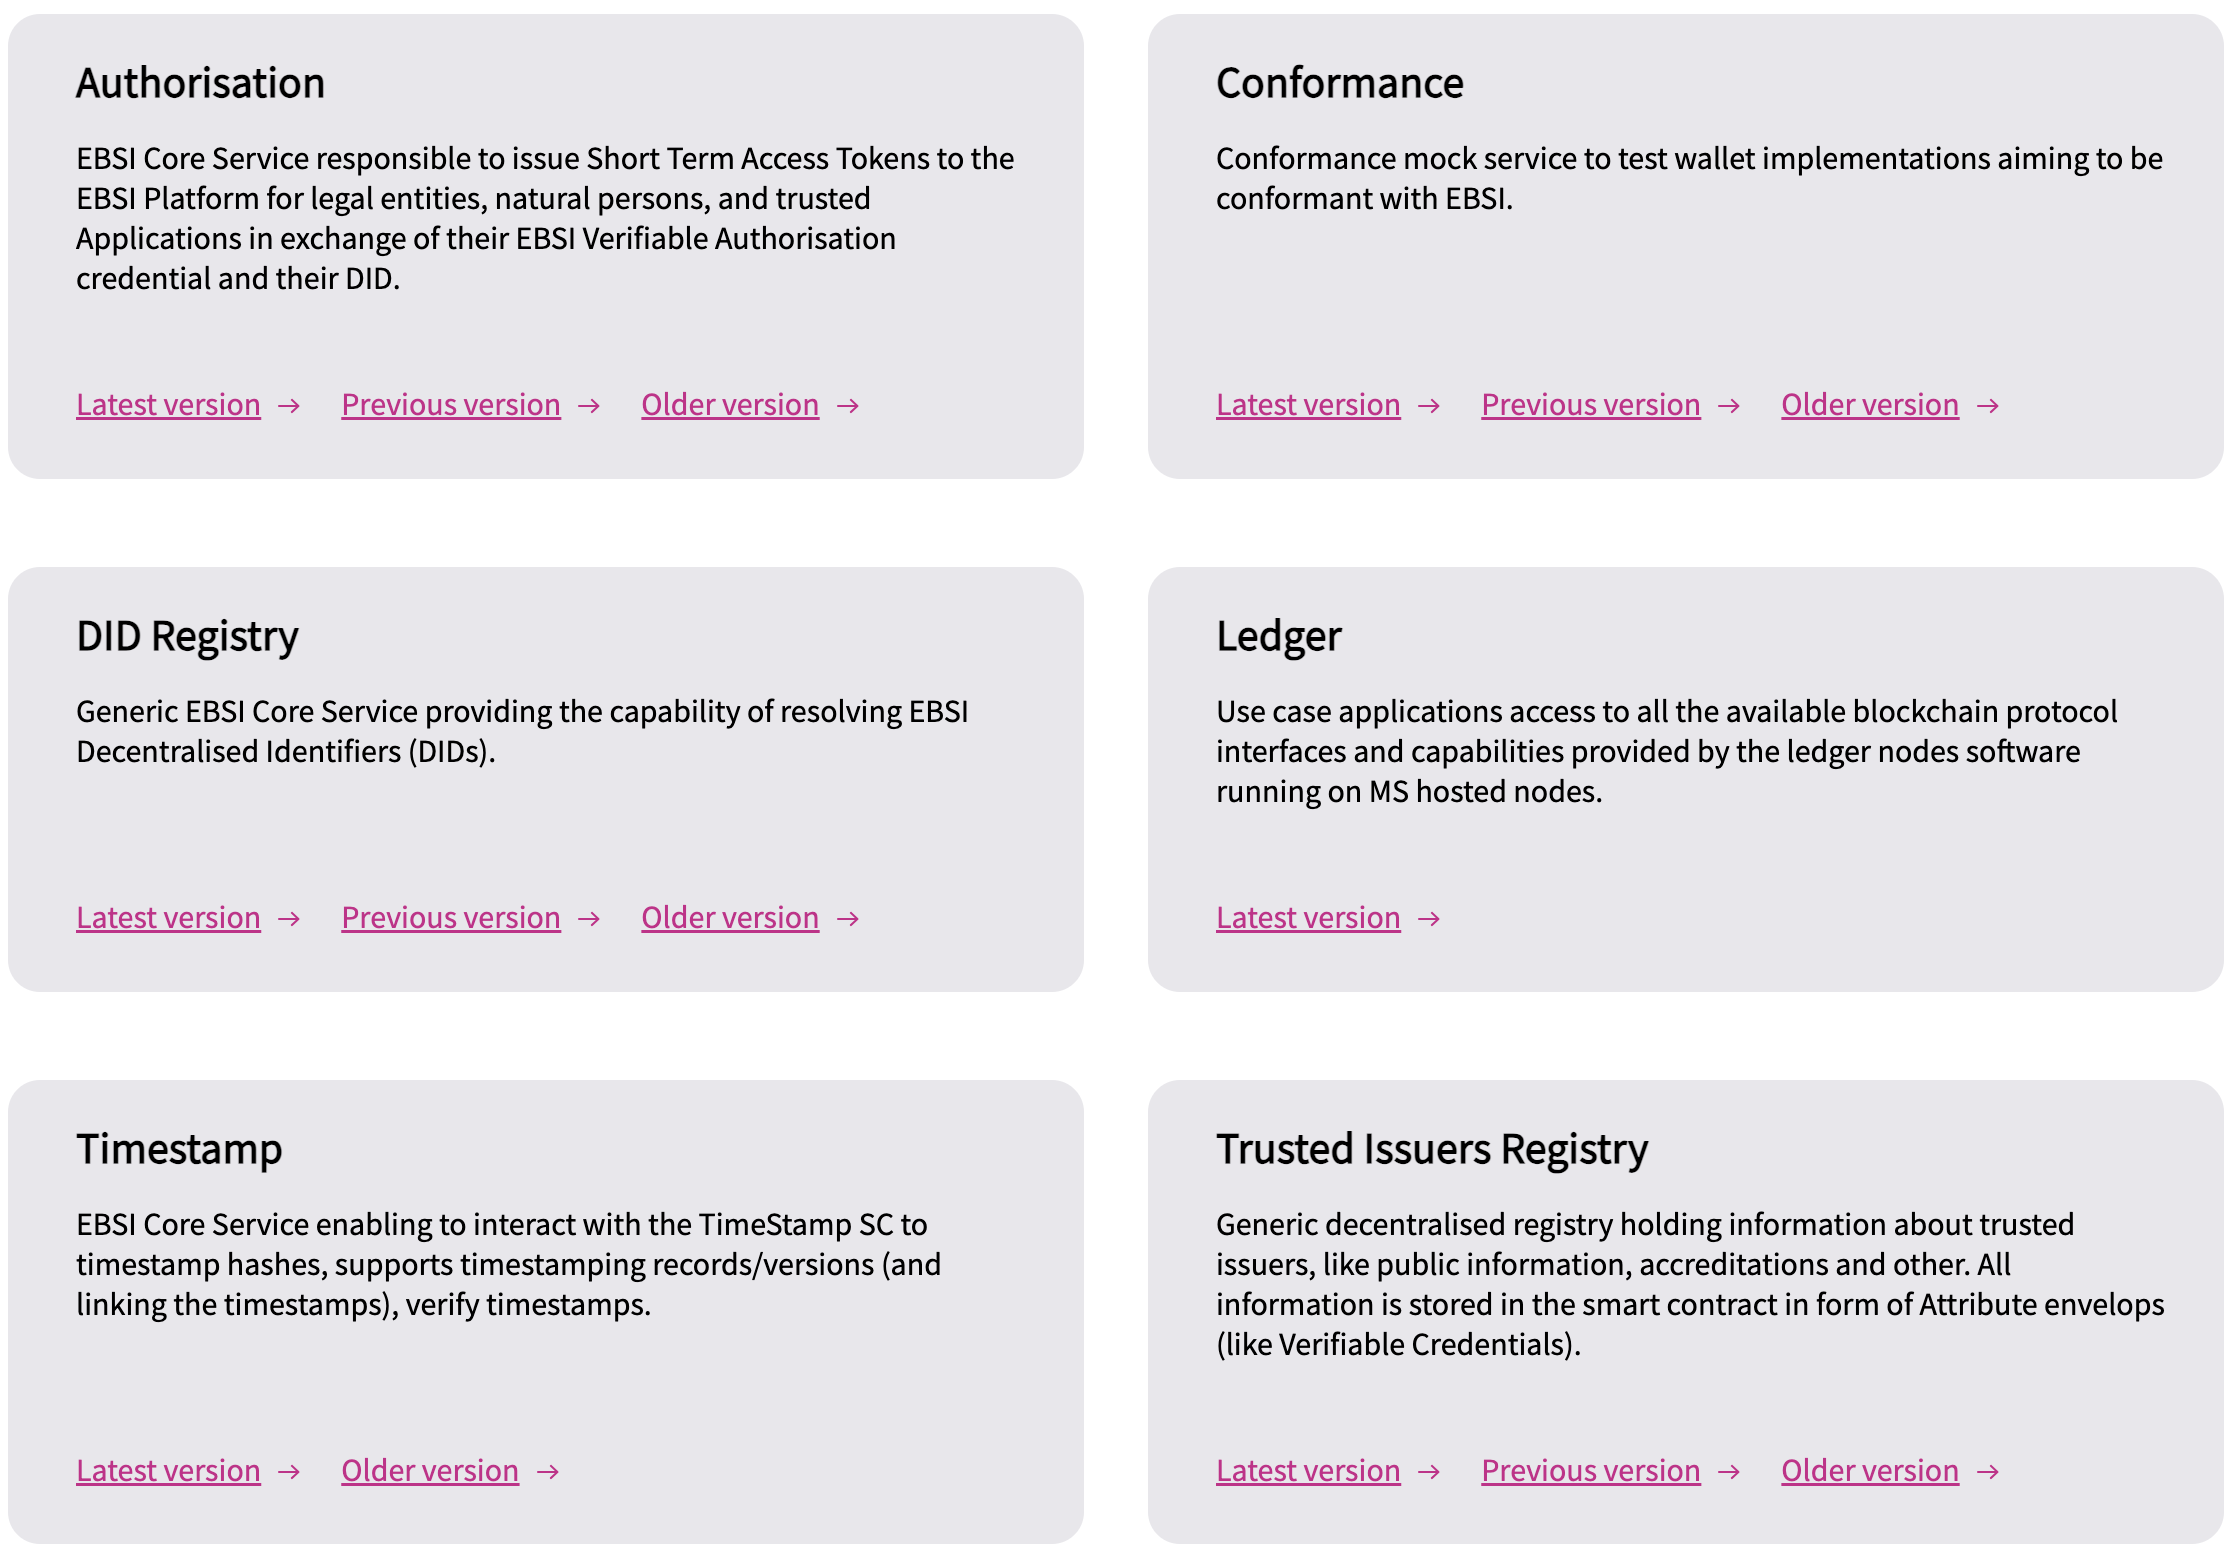 Authorisation
EBSI Core Service responsible to issue Short Term Access Tokens to the
EBSI Platform for legal entities, natural persons, and trusted
Applications in exchange of their EBSI Verifiable Authorisation
credential and their DID.
Latest version → Previous version → Older version →
Conformance
Conformance mock service to test wallet implementations aiming to be
conformant with EBSI.
Latest version → Previous version → Older version →
DID Registry
Generic EBSI Core Service providing the capability of resolving EBSI
Decentralised Identifiers (DIDs).
Latest version → Previous version → Older version →
Ledger
Use case applications access to all the available blockchain protocol
interfaces and capabilities provided by the ledger nodes software
running on MS hosted nodes.
Latest version →
Timestamp
EBSI Core Service enabling to interact with the TimeStamp SC to
timestamp hashes, supports timestamping records/versions (and
linking the timestamps), verify timestamps.
Latest version → Older version →
Trusted Issuers Registry
Generic decentralised registry holding information about trusted
issuers, like public information, accreditations and other. All
information is stored in the smart contract in form of Attribute envelops
(like Verifiable Credentials).
Latest version → Previous version → Older version →